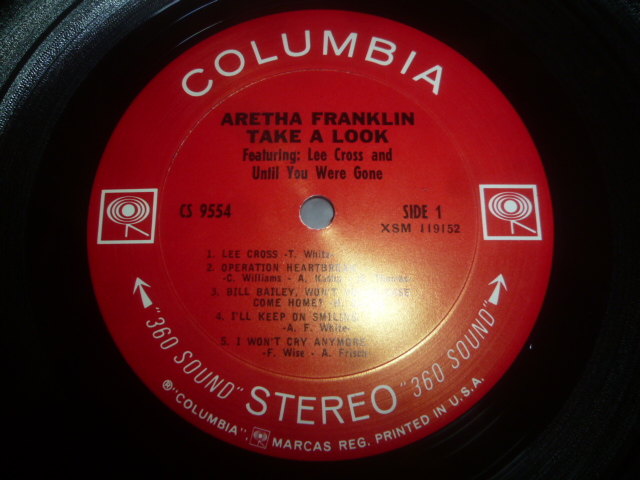 COLUMBIA
ARETHA FRANKLIN
TAKE A LOOK
Featuring: Lee Cross and
Until You Were Gone
CS 9554
SIDE 1
XSM 119152
1. LEE CROSS -T. White-
2. OPERATION HEARTBREAK
-C. Williams - A.
3. BILL BAILEY, WON'T
COME HOME?
4. I'LL KEEP ON SMILING
-A. F. White-
5. I WON'T CRY ANYMORE
-F. Wise - A. Frisch
"360 SOUND" STEREO "360 SOUND"
® "COLUMBIA", MARCAS REG. PRINTED IN U.S.A.